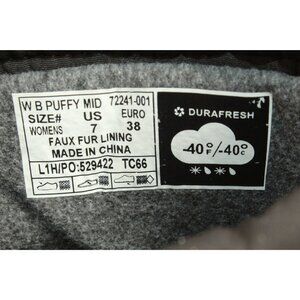 W B PUFFY MID 72241-001
SIZE# US EURO
WOMENS 7 38
FAUX FUR LINING
MADE IN CHINA
L1H/PO:529422 TC66
DURAFRESH
-40°F/-40°C